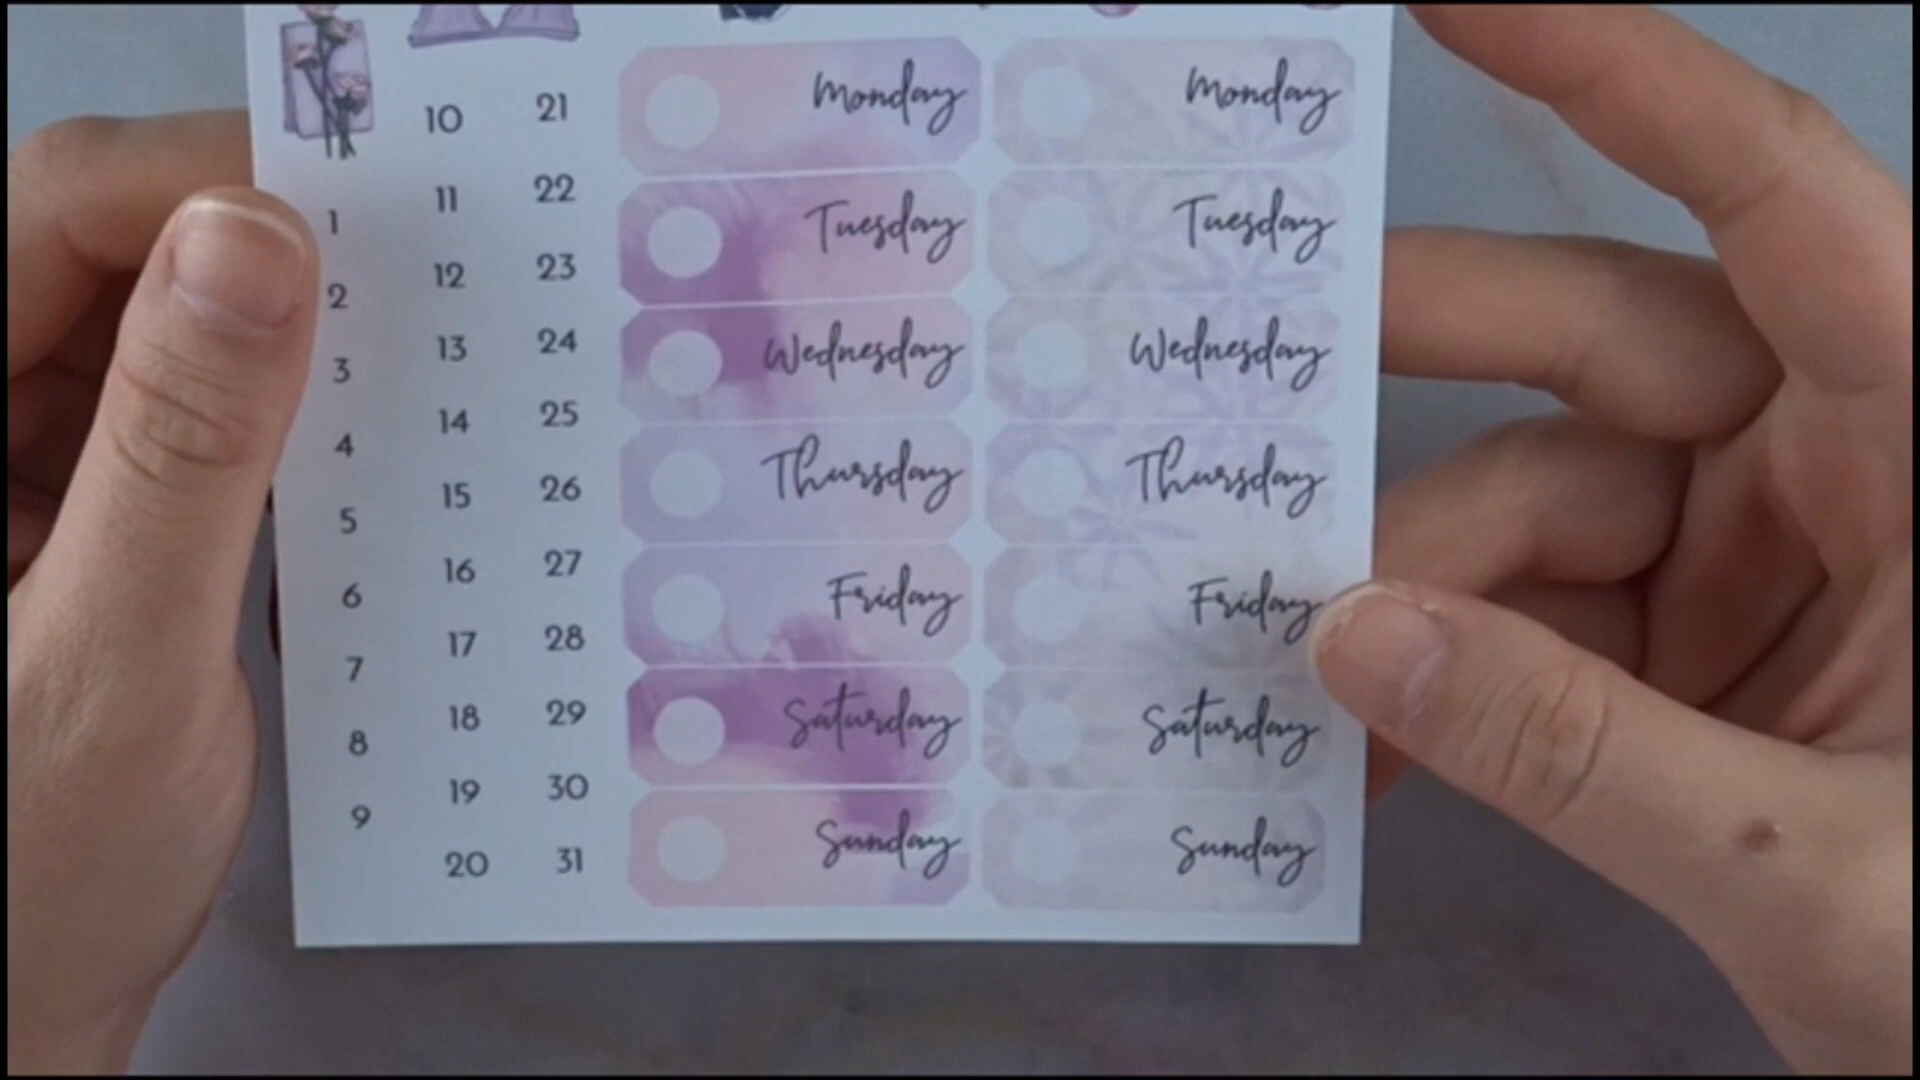 1
2
3
4
5
6
7
8
9
10
11
12
13
14
15
16
17
18
19
20
21
22
23
24
25
26
27
28
29
30
31
Monday
Tuesday
Wednesday
Thursday
Friday
Saturday
Sunday
Monday
Tuesday
Wednesday
Thursday
Friday
Saturday
Sunday